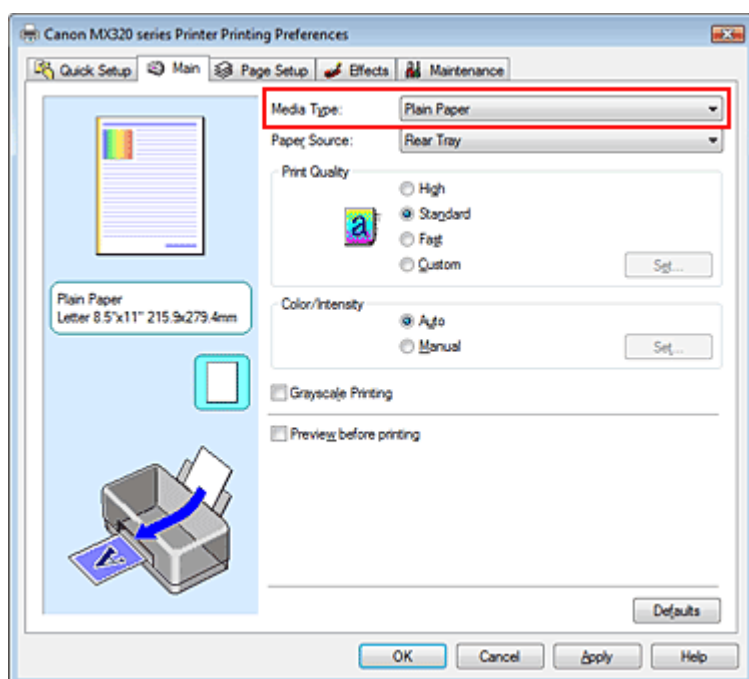 Canon MX320 series Printer Printing Preferences
Quick Setup Main Page Setup Effects Maintenance
Media Type: Plain Paper
Paper Source: Rear Tray
Print Quality
High
Standard
Fast
Custom Set...
Plain Paper
Letter 8.5"x11" 215.9x279.4mm
Color/Intensity
Auto
Manual Set...
Grayscale Printing
Preview before printing
Defaults
OK Cancel Apply Help